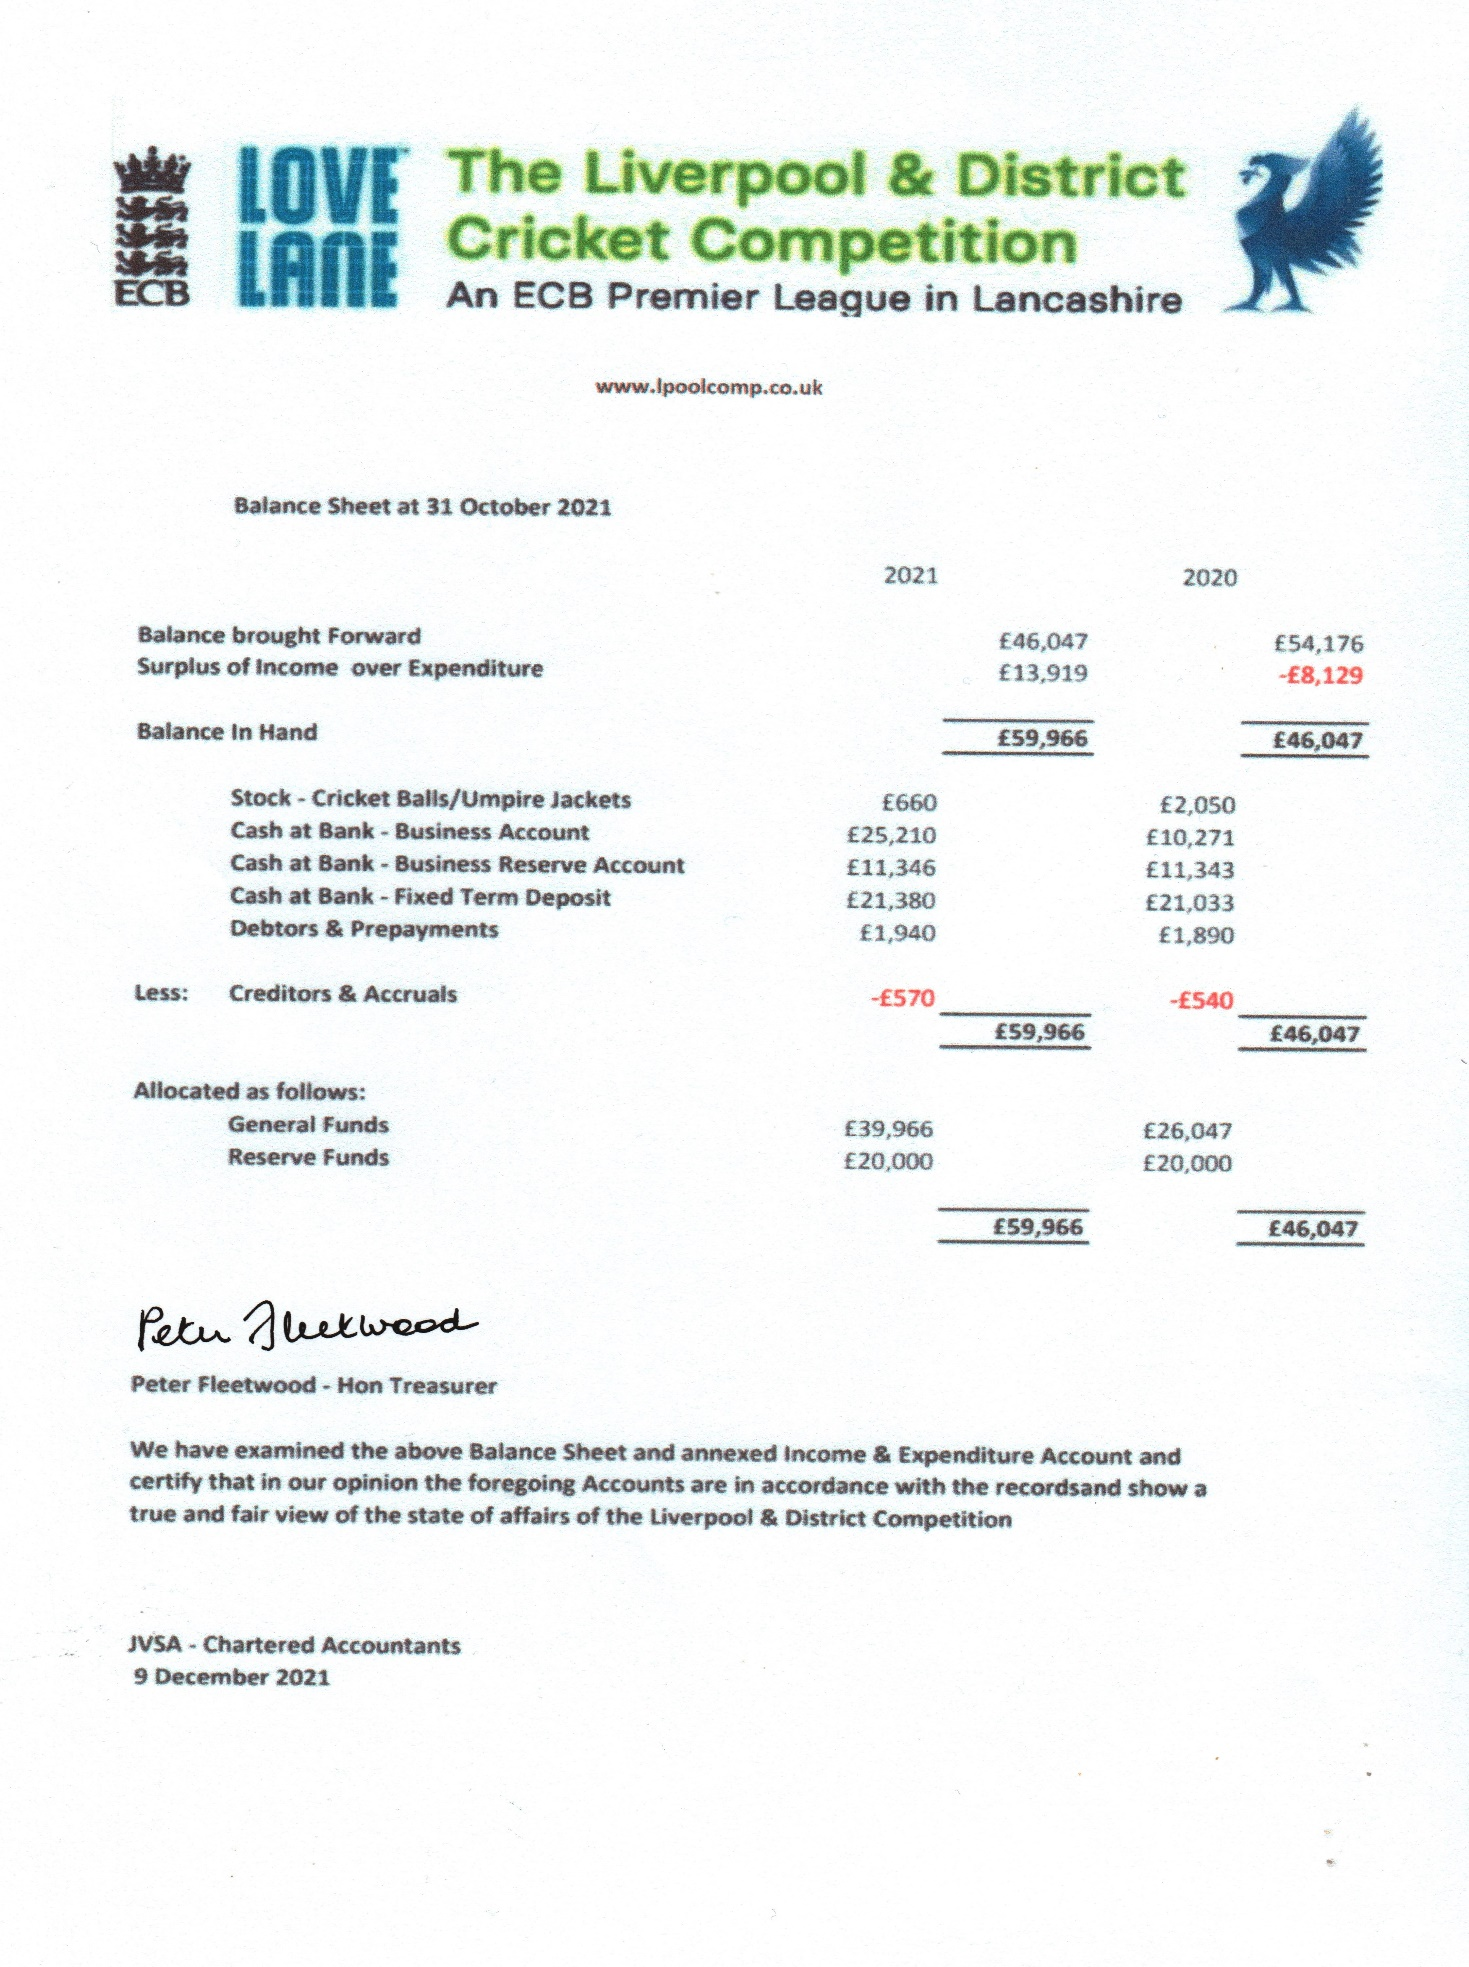 LOVE LANE
The Liverpool & District
Cricket Competition
An ECB Premier League in Lancashire
ECB
www.lpoolcomp.co.uk
Balance Sheet at 31 October 2021
2021 2020
Balance brought Forward £46,047 £54,176
Surplus of Income over Expenditure £13,919 -£8,129
Balance In Hand £59,966 £46,047
Stock - Cricket Balls/Umpire Jackets £660 £2,050
Cash at Bank - Business Account £25,210 £10,271
Cash at Bank - Business Reserve Account £11,346 £11,343
Cash at Bank - Fixed Term Deposit £21,380 £21,033
Debtors & Prepayments £1,940 £1,890
Less: Creditors & Accruals -£570 -£540
£59,966 £46,047
Allocated as follows:
General Funds £39,966 £26,047
Reserve Funds £20,000 £20,000
£59,966 £46,047
Peter Fleetwood
Peter Fleetwood - Hon Treasurer
We have examined the above Balance Sheet and annexed Income & Expenditure Account and
certify that in our opinion the foregoing Accounts are in accordance with the recordsand show a
true and fair view of the state of affairs of the Liverpool & District Competition
JVSA - Chartered Accountants
9 December 2021